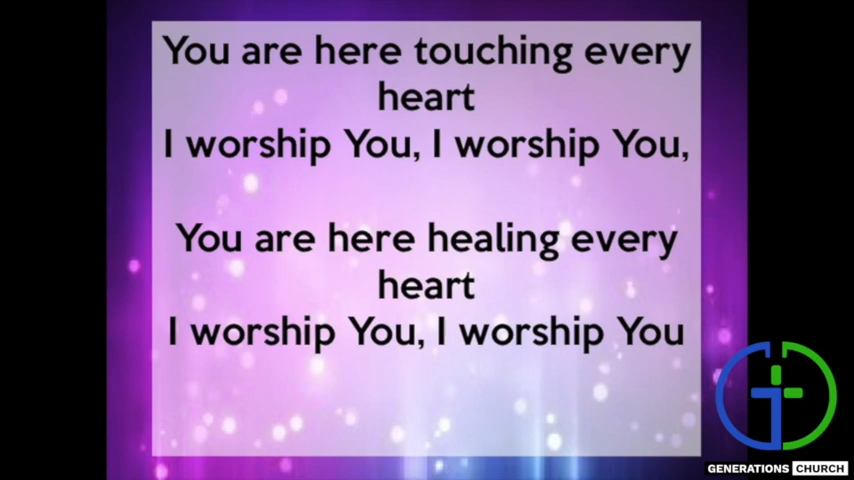 You are here touching every
heart
I worship You, I worship You,
You are here healing every
heart
I worship You, I worship You
GENERATIONS CHURCH